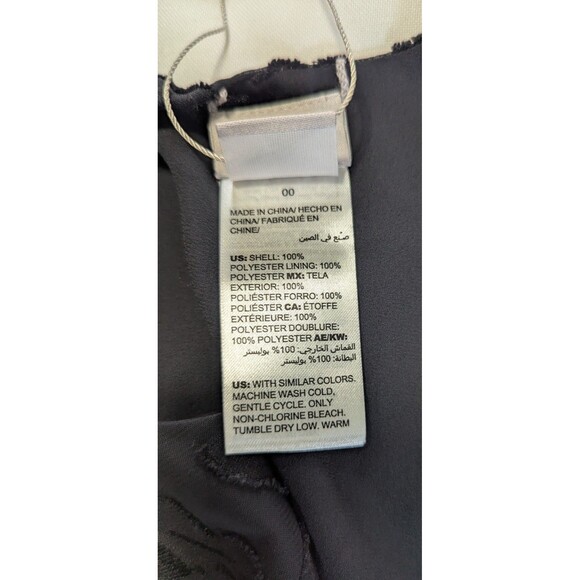 00
MADE IN CHINA/ HECHO EN
CHINA/ FABRIQUÉ EN
CHINE/
صنّع في الصين
US: SHELL: 100%
POLYESTER LINING: 100%
POLYESTER MX: TELA
EXTERIOR: 100%
POLIÉSTER FORRO: 100%
POLIÉSTER CA: ÉTOFFE
EXTÉRIEURE: 100%
POLYESTER DOUBLURE:
100% POLYESTER AE/KW:
القماش الخارجي: 100% بوليستر
البطانة: 100% بوليستر
US: WITH SIMILAR COLORS.
MACHINE WASH COLD,
GENTLE CYCLE. ONLY
NON-CHLORINE BLEACH.
TUMBLE DRY LOW. WARM